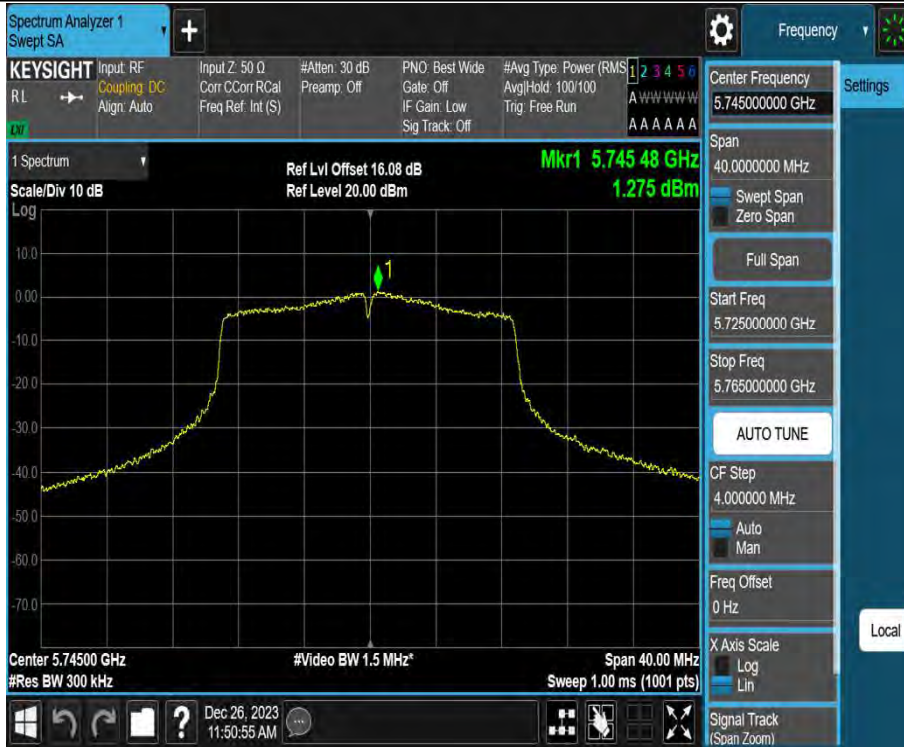 Spectrum Analyzer 1
Swept SA
+
Frequency
KEYSIGHT
RL
LXI
Input: RF
Coupling: DC
Align: Auto
Input Z: 50 Ω
Corr CCorr RCal
Freq Ref: Int (S)
#Atten: 30 dB
Preamp: Off
PNO: Best Wide
Gate: Off
IF Gain: Low
Sig Track: Off
#Avg Type: Power (RMS
Avg|Hold: 100/100
Trig: Free Run
1 2 3 4 5 6
A W W W W W
A A A A A A
1 Spectrum
Scale/Div 10 dB
Ref Lvl Offset 16.08 dB
Ref Level 20.00 dBm
Mkr1 5.745 48 GHz
1.275 dBm
Log
10.0
0.00
-10.0
-20.0
-30.0
-40.0
-50.0
-60.0
-70.0
1
Center 5.74500 GHz
#Video BW 1.5 MHz*
Span 40.00 MHz
#Res BW 300 kHz
Sweep 1.00 ms (1001 pts)
?
Dec 26, 2023
11:50:55 AM
Center Frequency
5.745000000 GHz
Settings
Span
40.0000000 MHz
Swept Span
Zero Span
Full Span
Start Freq
5.725000000 GHz
Stop Freq
5.765000000 GHz
AUTO TUNE
CF Step
4.000000 MHz
Auto
Man
Freq Offset
0 Hz
Local
X Axis Scale
Log
Lin
Signal Track
(Span Zoom)